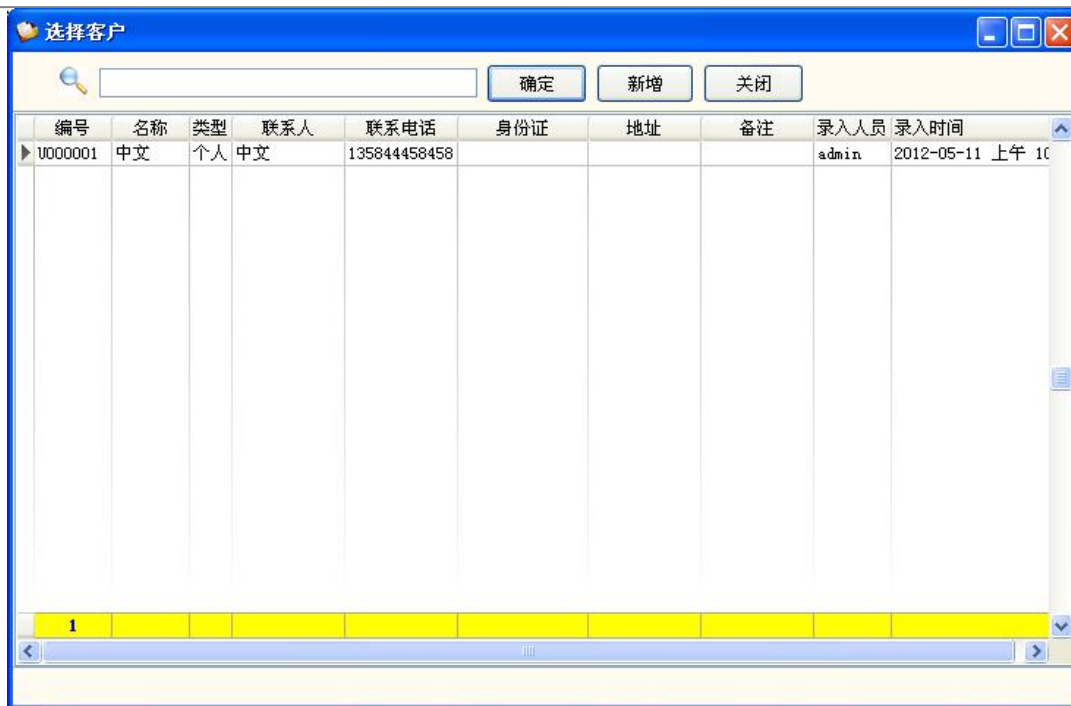 选择客户
确定 新增 关闭
编号 名称 类型 联系人 联系电话 身份证 地址 备注 录入人员 录入时间
U000001 中文 个人 中文 135844458458 admin 2012-05-11 上午 10
1